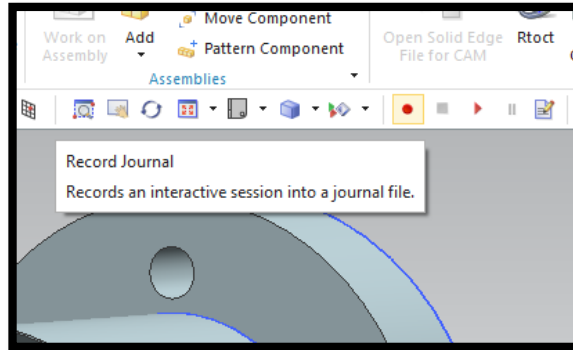 Move Component
Work on
Assembly
Add
Pattern Component
Open Solid Edge
File for CAM
Rtoct
Assemblies
Record Journal
Records an interactive session into a journal file.